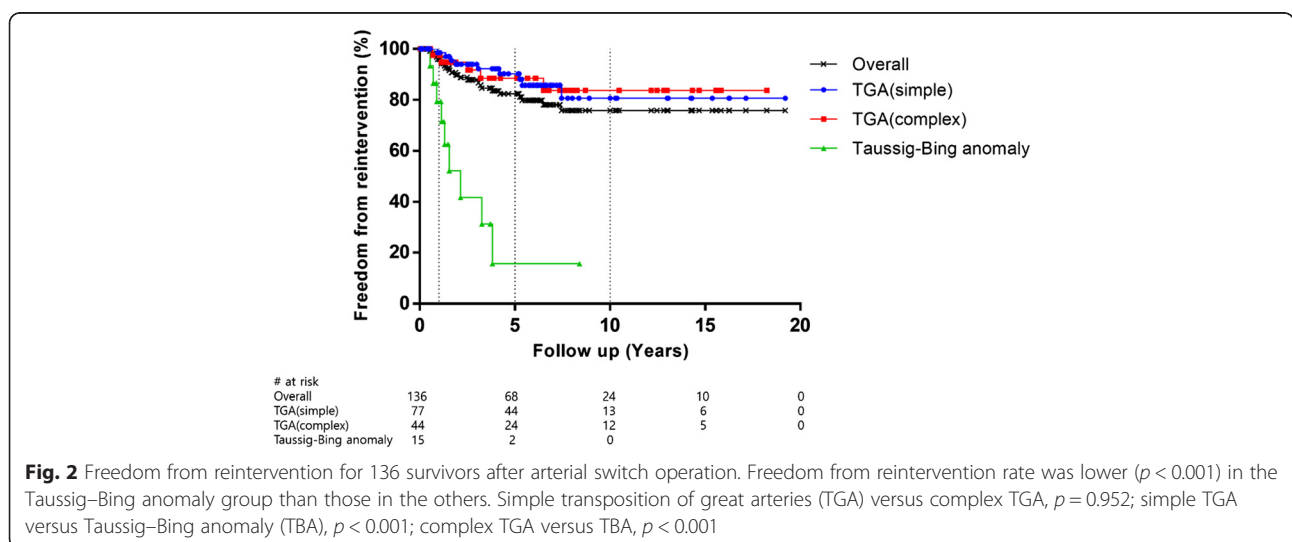 Freedom from reintervention (%)
100
80
60
40
20
0
0 5 10 15 20
Follow up (Years)
Overall
TGA(simple)
TGA(complex)
Taussig-Bing anomaly
# at risk
Overall 136 68 24 10 0
TGA(simple) 77 44 13 6 0
TGA(complex) 44 24 12 5 0
Taussig-Bing anomaly 15 2 0
Fig. 2 Freedom from reintervention for 136 survivors after arterial switch operation. Freedom from reintervention rate was lower (p < 0.001) in the
Taussig–Bing anomaly group than those in the others. Simple transposition of great arteries (TGA) versus complex TGA, p = 0.952; simple TGA
versus Taussig–Bing anomaly (TBA), p < 0.001; complex TGA versus TBA, p < 0.001